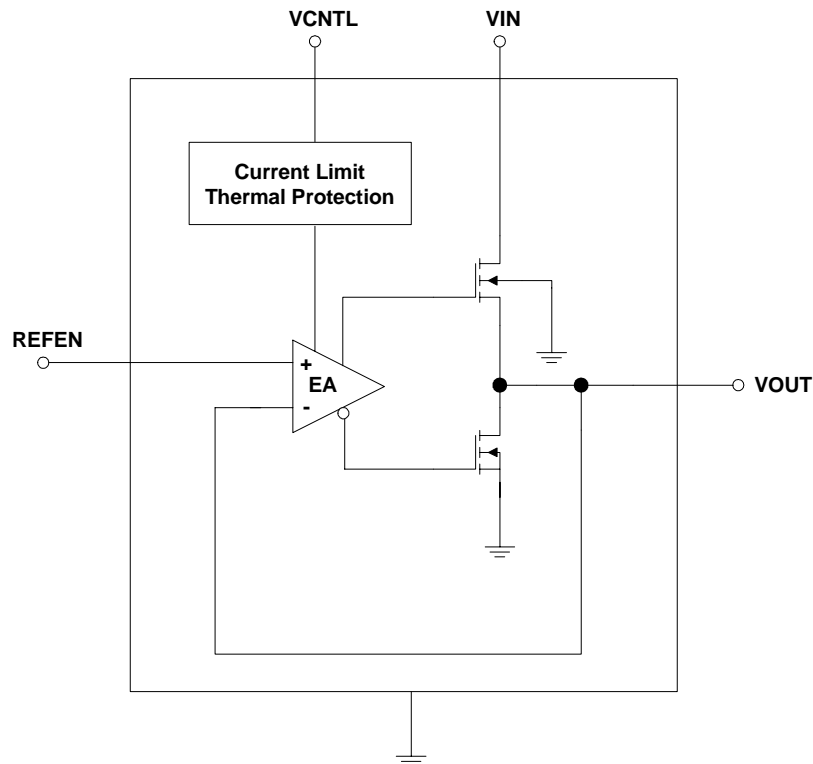 VCNTL
VIN
Current Limit
Thermal Protection
REFEN
+
EA
-
VOUT